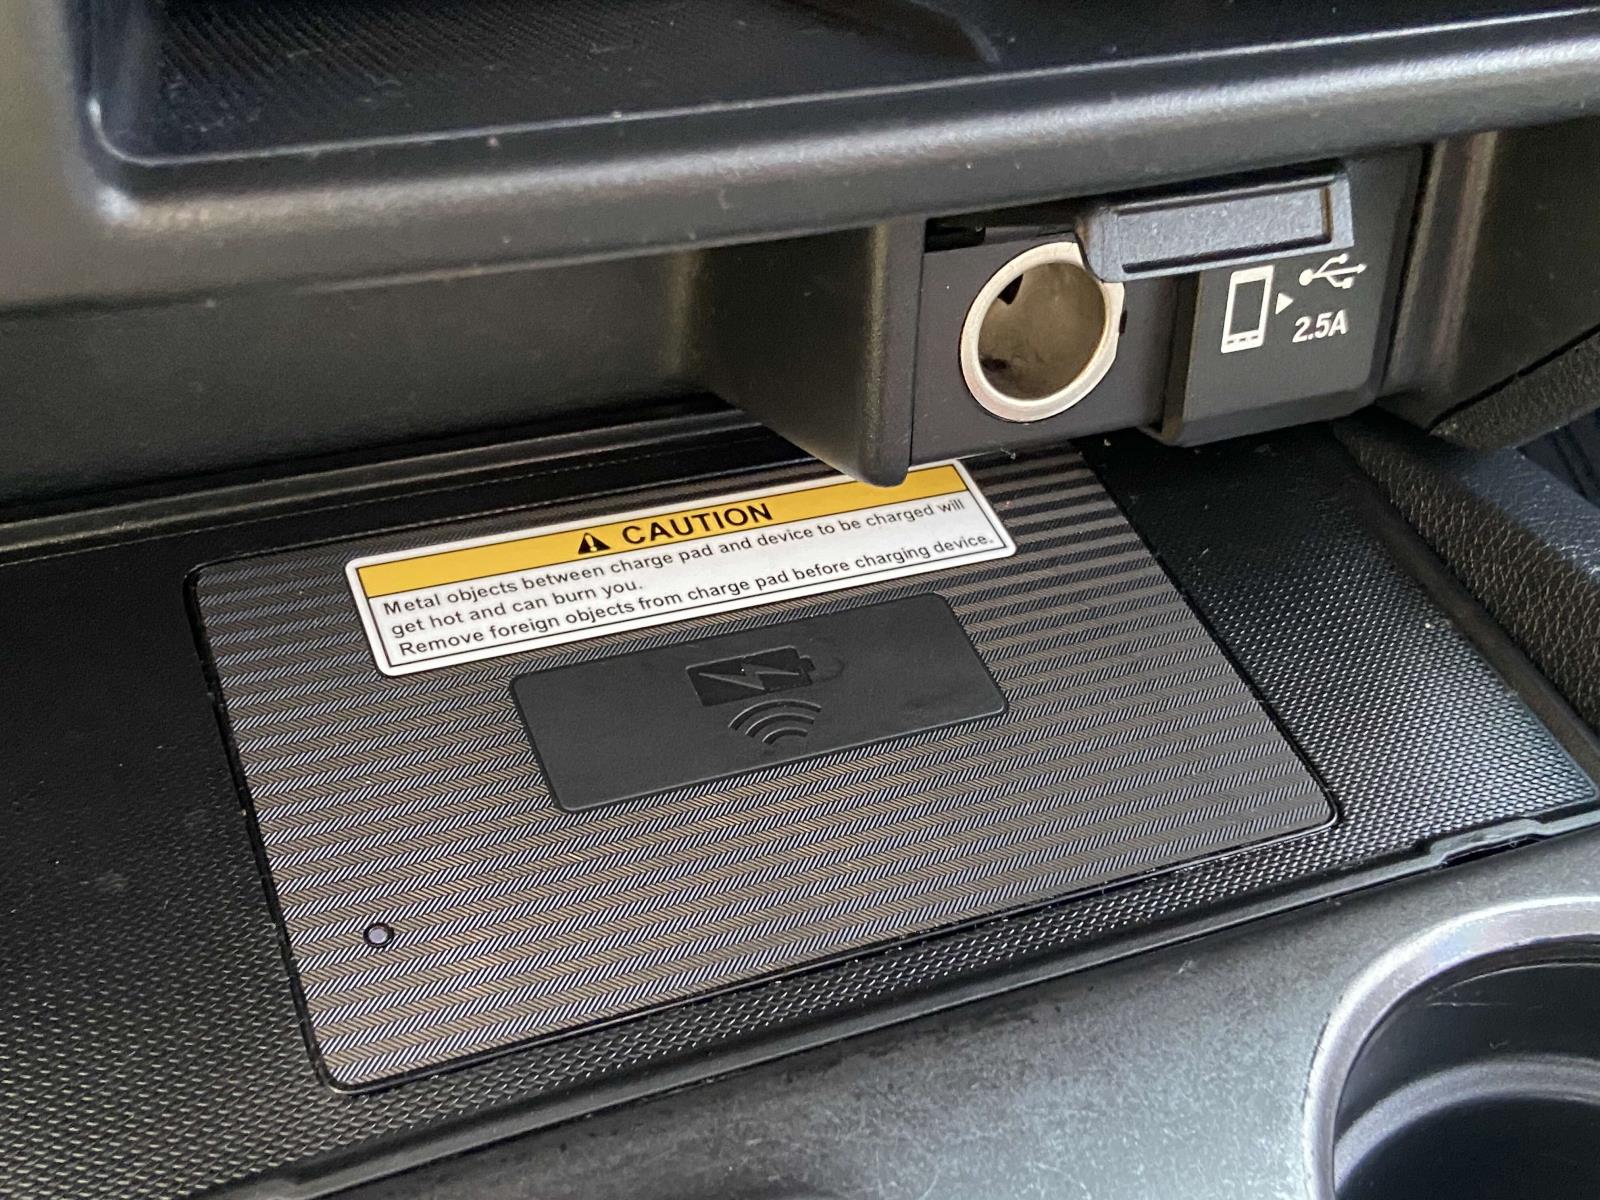 2.5A
CAUTION
Metal objects between charge pad and device to be charged will
get hot and can burn you.
Remove foreign objects from charge pad before charging device.